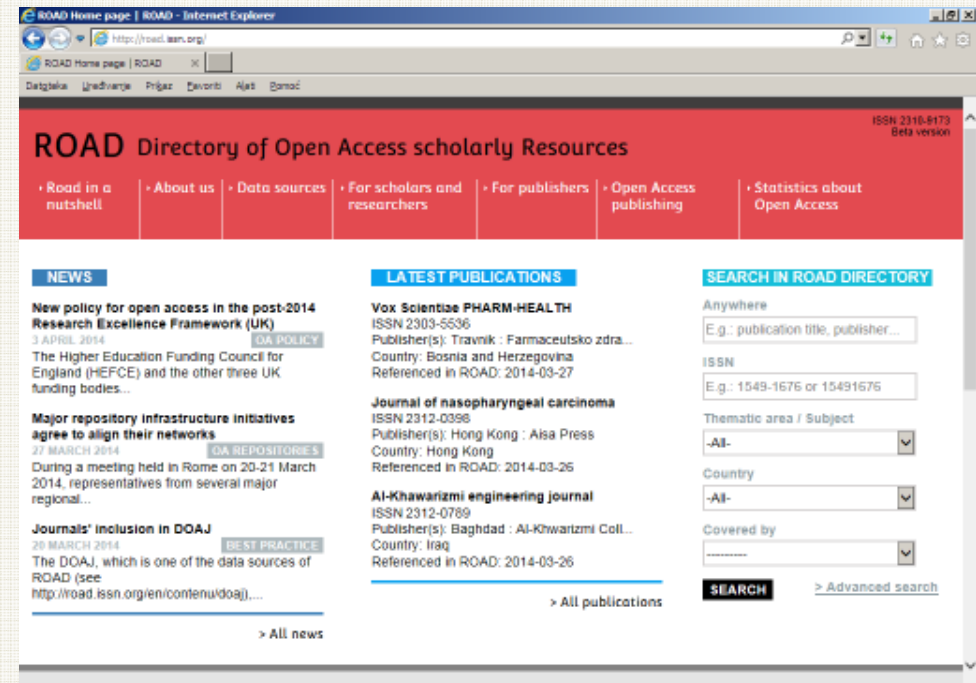 ROAD Home page | ROAD - Internet Explorer
http://road.issn.org/
ROAD Home page | ROAD
Datoteka Uređivanje Prikaz Favoriti Alati Pomoć
ISSN 2310-9173
Beta version
ROAD Directory of Open Access scholarly Resources
Road in a nutshell
About us
Data sources
For scholars and researchers
For publishers
Open Access publishing
Statistics about Open Access
NEWS
New policy for open access in the post-2014
Research Excellence Framework (UK)
3 APRIL 2014 OA POLICY
The Higher Education Funding Council for
England (HEFCE) and the other three UK
funding bodies...
Major repository infrastructure initiatives
agree to align their networks
27 MARCH 2014 OA REPOSITORIES
During a meeting held in Rome on 20-21 March
2014, representatives from several major
regional...
Journals' inclusion in DOAJ
20 MARCH 2014 BEST PRACTICE
The DOAJ, which is one of the data sources of
ROAD (see
http://road.issn.org/en/contenu/doaj),...
> All news
LATEST PUBLICATIONS
Vox Scientiae PHARM-HEALTH
ISSN 2303-5536
Publisher(s): Travnik : Farmaceutsko zdra...
Country: Bosnia and Herzegovina
Referenced in ROAD: 2014-03-27
Journal of nasopharyngeal carcinoma
ISSN 2312-0398
Publisher(s): Hong Kong : Aisa Press
Country: Hong Kong
Referenced in ROAD: 2014-03-26
Al-Khawarizmi engineering journal
ISSN 2312-0789
Publisher(s): Baghdad : Al-Khwarizmi Coll...
Country: Iraq
Referenced in ROAD: 2014-03-26
> All publications
SEARCH IN ROAD DIRECTORY
Anywhere
E.g.: publication title, publisher...
ISSN
E.g.: 1549-1676 or 15491676
Thematic area / Subject
-All-
Country
-All-
Covered by
----------
SEARCH > Advanced search